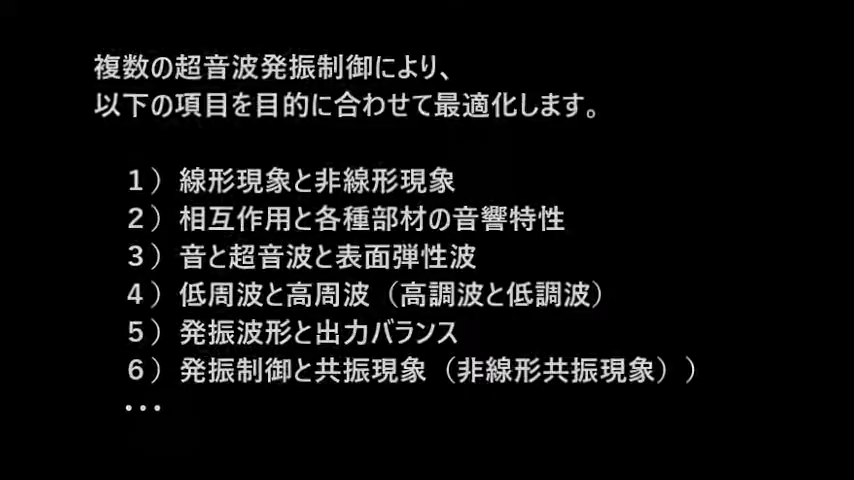 複数の超音波発振制御により、
以下の項目を目的に合わせて最適化します。
1）線形現象と非線形現象
2）相互作用と各種部材の音響特性
3）音と超音波と表面弾性波
4）低周波と高周波（高調波と低調波）
5）発振波形と出力バランス
6）発振制御と共振現象（非線形共振現象））
・・・